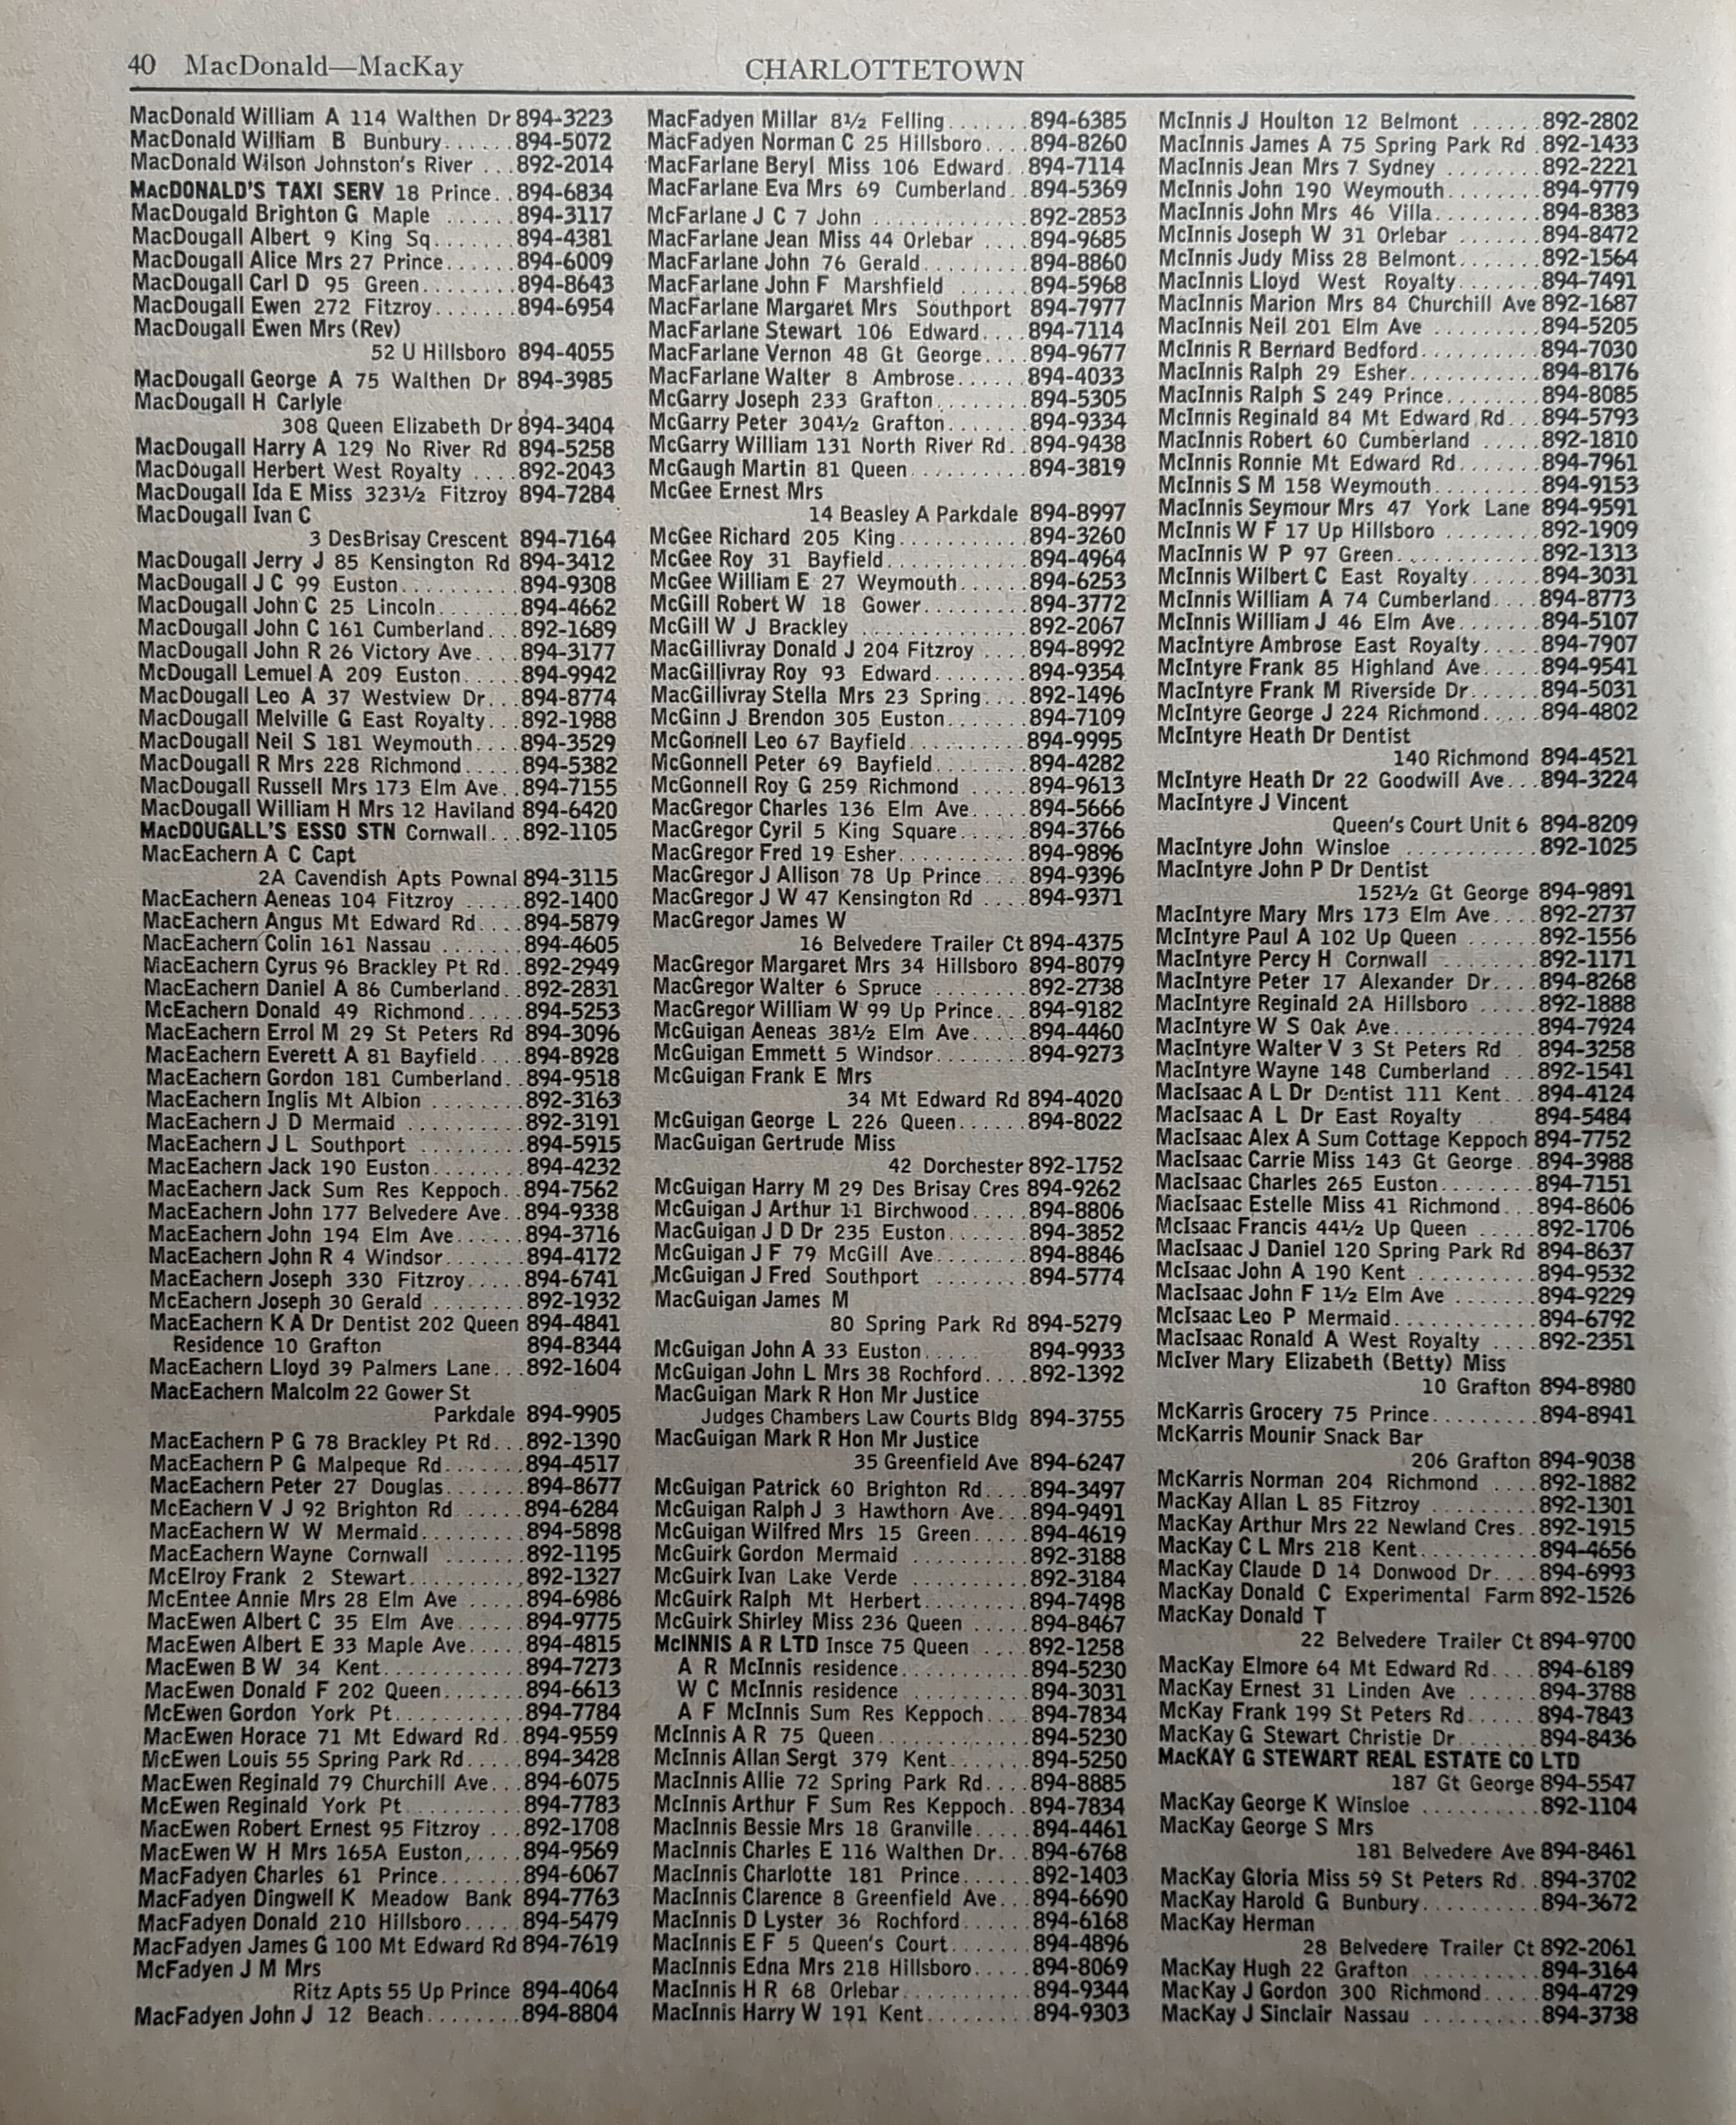 40 MacDonald—MacKay
CHARLOTTETOWN
MacDonald William A 114 Walthen Dr 894-3223
MacDonald William B Bunbury......894-5072
MacDonald Wilson Johnston's River ...892-2014
MacDONALD'S TAXI SERV 18 Prince..894-6834
MacDougald Brighton G Maple ......894-3117
MacDougall Albert 9 King Sq.......894-4381
MacDougall Alice Mrs 27 Prince......894-6009
MacDougall Carl D 95 Green........894-8643
MacDougall Ewen 272 Fitzroy.......894-6954
MacDougall Ewen Mrs (Rev)
52 U Hillsboro 894-4055
MacDougall George A 75 Walthen Dr 894-3985
MacDougall H Carlyle
308 Queen Elizabeth Dr 894-3404
MacDougall Harry A 129 No River Rd 894-5258
MacDougall Herbert West Royalty ....892-2043
MacDougall Ida E Miss 323½ Fitzroy 894-7284
MacDougall Ivan C
3 DesBrisay Crescent 894-7164
MacDougall Jerry J 85 Kensington Rd 894-3412
MacDougall J C 99 Euston..........894-9308
MacDougall John C 25 Lincoln.......894-4662
MacDougall John C 161 Cumberland...892-1689
MacDougall John R 26 Victory Ave....894-3177
McDougall Lemuel A 209 Euston.....894-9942
MacDougall Leo A 37 Westview Dr...894-8774
MacDougall Melville G East Royalty...892-1988
MacDougall Neil S 181 Weymouth....894-3529
MacDougall R Mrs 228 Richmond.....894-5382
MacDougall Russell Mrs 173 Elm Ave..894-7155
MacDougall William H Mrs 12 Haviland 894-6420
MacDOUGALL'S ESSO STN Cornwall...892-1105
MacEachern A C Capt
2A Cavendish Apts Pownal 894-3115
MacEachern Aeneas 104 Fitzroy .....892-1400
MacEachern Angus Mt Edward Rd....894-5879
MacEachern Colin 161 Nassau .......894-4605
MacEachern Cyrus 96 Brackley Pt Rd..892-2949
MacEachern Daniel A 86 Cumberland..892-2831
McEachern Donald 49 Richmond.....894-5253
MacEachern Errol M 29 St Peters Rd 894-3096
MacEachern Everett A 81 Bayfield....894-8928
MacEachern Gordon 181 Cumberland..894-9518
MacEachern Inglis Mt Albion ........892-3163
MacEachern J D Mermaid ..........892-3191
MacEachern J L Southport .........894-5915
MacEachern Jack 190 Euston........894-4232
MacEachern Jack Sum Res Keppoch..894-7562
MacEachern John 177 Belvedere Ave..894-9338
MacEachern John 194 Elm Ave......894-3716
MacEachern John R 4 Windsor.......894-4172
MacEachern Joseph 330 Fitzroy.....894-6741
McEachern Joseph 30 Gerald ........892-1932
MacEachern K A Dr Dentist 202 Queen 894-4841
Residence 10 Grafton 894-8344
MacEachern Lloyd 39 Palmers Lane...892-1604
MacEachern Malcolm 22 Gower St
Parkdale 894-9905
MacEachern P G 78 Brackley Pt Rd...892-1390
MacEachern P G Malpeque Rd.......894-4517
MacEachern Peter 27 Douglas.......894-8677
McEachern V J 92 Brighton Rd......894-6284
MacEachern W W Mermaid.........894-5898
MacEachern Wayne Cornwall .......892-1195
McElroy Frank 2 Stewart..........892-1327
McEntee Annie Mrs 28 Elm Ave .....894-6986
MacEwen Albert C 35 Elm Ave......894-9775
MacEwen Albert E 33 Maple Ave.....894-4815
MacEwen B W 34 Kent............894-7273
MacEwen Donald F 202 Queen.......894-6613
McEwen Gordon York Pt...........894-7784
MacEwen Horace 71 Mt Edward Rd..894-9559
McEwen Louis 55 Spring Park Rd.....894-3428
MacEwen Reginald 79 Churchill Ave...894-6075
McEwen Reginald York Pt..........894-7783
MacEwen Robert Ernest 95 Fitzroy ...892-1708
MacEwen W H Mrs 165A Euston.....894-9569
MacFadyen Charles 61 Prince.......894-6067
MacFadyen Dingwell K Meadow Bank 894-7763
MacFadyen Donald 210 Hillsboro.....894-5479
MacFadyen James G 100 Mt Edward Rd 894-7619
McFadyen J M Mrs
Ritz Apts 55 Up Prince 894-4064
MacFadyen John J 12 Beach........894-8804
MacFadyen Millar 8½ Felling.......894-6385
MacFadyen Norman C 25 Hillsboro....894-8260
MacFarlane Beryl Miss 106 Edward..894-7114
MacFarlane Eva Mrs 69 Cumberland..894-5369
McFarlane J C 7 John .............892-2853
MacFarlane Jean Miss 44 Orlebar ....894-9685
MacFarlane John 76 Gerald.........894-8860
MacFarlane John F Marshfield ......894-5968
MacFarlane Margaret Mrs Southport 894-7977
MacFarlane Stewart 106 Edward....894-7114
MacFarlane Vernon 48 Gt George....894-9677
MacFarlane Walter 8 Ambrose......894-4033
McGarry Joseph 233 Grafton........894-5305
McGarry Peter 304½ Grafton.......894-9334
McGarry William 131 North River Rd..894-9438
McGaugh Martin 81 Queen..........894-3819
McGee Ernest Mrs
14 Beasley A Parkdale 894-8997
McGee Richard 205 King...........894-3260
McGee Roy 31 Bayfield............894-4964
McGee William E 27 Weymouth......894-6253
McGill Robert W 18 Gower.........894-3772
McGill W J Brackley ..............892-2067
MacGillivray Donald J 204 Fitzroy ....894-8992
MacGillivray Roy 93 Edward........894-9354
MacGillivray Stella Mrs 23 Spring....892-1496
McGinn J Brendon 305 Euston.......894-7109
McGonnell Leo 67 Bayfield..........894-9995
McGonnell Peter 69 Bayfield........894-4282
McGonnell Roy G 259 Richmond .....894-9613
MacGregor Charles 136 Elm Ave.....894-5666
MacGregor Cyril 5 King Square......894-3766
MacGregor Fred 19 Esher...........894-9896
MacGregor J Allison 78 Up Prince....894-9396
MacGregor J W 47 Kensington Rd ....894-9371
MacGregor James W
16 Belvedere Trailer Ct 894-4375
MacGregor Margaret Mrs 34 Hillsboro 894-8079
MacGregor Walter 6 Spruce ........892-2738
MacGregor William W 99 Up Prince...894-9182
McGuigan Aeneas 38½ Elm Ave.....894-4460
McGuigan Emmett 5 Windsor........894-9273
McGuigan Frank E Mrs
34 Mt Edward Rd 894-4020
McGuigan George L 226 Queen......894-8022
MacGuigan Gertrude Miss
42 Dorchester 892-1752
McGuigan Harry M 29 Des Brisay Cres 894-9262
McGuigan J Arthur 11 Birchwood.....894-8806
MacGuigan J D Dr 235 Euston.......894-3852
McGuigan J F 79 McGill Ave........894-8846
McGuigan J Fred Southport ........894-5774
MacGuigan James M
80 Spring Park Rd 894-5279
McGuigan John A 33 Euston..... 894-9933
McGuigan John L Mrs 38 Rochford....892-1392
MacGuigan Mark R Hon Mr Justice
Judges Chambers Law Courts Bldg 894-3755
MacGuigan Mark R Hon Mr Justice
35 Greenfield Ave 894-6247
McGuigan Patrick 60 Brighton Rd....894-3497
McGuigan Ralph J 3 Hawthorn Ave...894-9491
McGuigan Wilfred Mrs 15 Green.....894-4619
McGuirk Gordon Mermaid ..........892-3188
McGuirk Ivan Lake Verde ..........892-3184
McGuirk Ralph Mt Herbert.........894-7498
McGuirk Shirley Miss 236 Queen .....894-8467
McINNIS A R LTD Insce 75 Queen ....892-1258
A R McInnis residence...........894-5230
W C McInnis residence ..........894-3031
A F McInnis Sum Res Keppoch....894-7834
McInnis A R 75 Queen.............894-5230
McInnis Allan Sergt 379 Kent.......894-5250
MacInnis Allie 72 Spring Park Rd....894-8885
McInnis Arthur F Sum Res Keppoch..894-7834
MacInnis Bessie Mrs 18 Granville.....894-4461
MacInnis Charles E 116 Walthen Dr...894-6768
MacInnis Charlotte 181 Prince.......892-1403
MacInnis Clarence 8 Greenfield Ave...894-6690
MacInnis D Lyster 36 Rochford......894-6168
MacInnis E F 5 Queen's Court.......894-4896
MacInnis Edna Mrs 218 Hillsboro.....894-8069
MacInnis H R 68 Orlebar...........894-9344
MacInnis Harry W 191 Kent.........894-9303
McInnis J Houlton 12 Belmont ......892-2802
MacInnis James A 75 Spring Park Rd .892-1433
MacInnis Jean Mrs 7 Sydney ........892-2221
McInnis John 190 Weymouth........894-9779
MacInnis John Mrs 46 Villa.........894-8383
McInnis Joseph W 31 Orlebar .......894-8472
McInnis Judy Miss 28 Belmont.......892-1564
MacInnis Lloyd West Royalty.......894-7491
MacInnis Marion Mrs 84 Churchill Ave 892-1687
MacInnis Neil 201 Elm Ave .........894-5205
McInnis R Bernard Bedford..........894-7030
MacInnis Ralph 29 Esher...........894-8176
MacInnis Ralph S 249 Prince........894-8085
McInnis Reginald 84 Mt Edward Rd...894-5793
MacInnis Robert 60 Cumberland .....892-1810
McInnis Ronnie Mt Edward Rd.......894-7961
McInnis S M 158 Weymouth.........894-9153
MacInnis Seymour Mrs 47 York Lane 894-9591
McInnis W F 17 Up Hillsboro .......892-1909
MacInnis W P 97 Green............892-1313
McInnis Wilbert C East Royalty......894-3031
McInnis William A 74 Cumberland....894-8773
McInnis William J 46 Elm Ave.......894-5107
MacIntyre Ambrose East Royalty.....894-7907
McIntyre Frank 85 Highland Ave.....894-9541
MacIntyre Frank M Riverside Dr......894-5031
McIntyre George J 224 Richmond.....894-4802
McIntyre Heath Dr Dentist
140 Richmond 894-4521
McIntyre Heath Dr 22 Goodwill Ave...894-3224
MacIntyre J Vincent
Queen's Court Unit 6 894-8209
MacIntyre John Winsloe ...........892-1025
MacIntyre John P Dr Dentist
152½ Gt George 894-9891
MacIntyre Mary Mrs 173 Elm Ave....892-2737
McIntyre Paul A 102 Up Queen ......892-1556
MacIntyre Percy H Cornwall ........892-1171
MacIntyre Peter 17 Alexander Dr....894-8268
MacIntyre Reginald 2A Hillsboro .....892-1888
MacIntyre W S Oak Ave............894-7924
MacIntyre Walter V 3 St Peters Rd .. 894-3258
MacIntyre Wayne 148 Cumberland ...892-1541
MacIsaac A L Dr Dentist 111 Kent...894-4124
MacIsaac A L Dr East Royalty 894-5484
MacIsaac Alex A Sum Cottage Keppoch 894-7752
MacIsaac Carrie Miss 143 Gt George..894-3988
MacIsaac Charles 265 Euston........894-7151
MacIsaac Estelle Miss 41 Richmond...894-8606
McIsaac Francis 44½ Up Queen .....892-1706
MacIsaac J Daniel 120 Spring Park Rd 894-8637
McIsaac John A 190 Kent ..........894-9532
MacIsaac John F 1½ Elm Ave .......894-9229
McIsaac Leo P Mermaid............894-6792
MacIsaac Ronald A West Royalty ....892-2351
McIver Mary Elizabeth (Betty) Miss
10 Grafton 894-8980
McKarris Grocery 75 Prince.........894-8941
McKarris Mounir Snack Bar
206 Grafton 894-9038
McKarris Norman 204 Richmond ....892-1882
MacKay Allan L 85 Fitzroy .........892-1301
MacKay Arthur Mrs 22 Newland Cres..892-1915
MacKay C L Mrs 218 Kent..........894-4656
MacKay Claude D 14 Donwood Dr....894-6993
MacKay Donald C Experimental Farm 892-1526
MacKay Donald T
22 Belvedere Trailer Ct 894-9700
MacKay Elmore 64 Mt Edward Rd....894-6189
MacKay Ernest 31 Linden Ave ......894-3788
McKay Frank 199 St Peters Rd......894-7843
MacKay G Stewart Christie Dr.......894-8436
MacKAY G STEWART REAL ESTATE CO LTD
187 Gt George 894-5547
MacKay George K Winsloe ..........892-1104
MacKay George S Mrs
181 Belvedere Ave 894-8461
MacKay Gloria Miss 59 St Peters Rd..894-3702
MacKay Harold G Bunbury..........894-3672
MacKay Herman
28 Belvedere Trailer Ct 892-2061
MacKay Hugh 22 Grafton ..........894-3164
MacKay J Gordon 300 Richmond.....894-4729
MacKay J Sinclair Nassau ..........894-3738